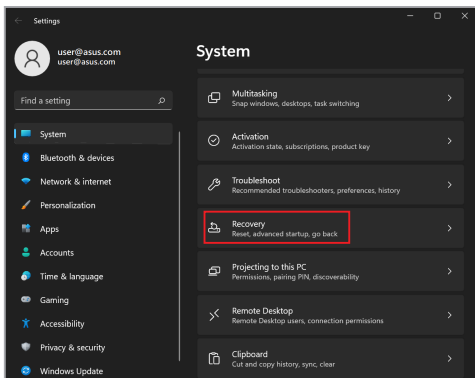 Settings
user@asus.com
user@asus.com
Find a setting
System
Bluetooth & devices
Network & internet
Personalization
Apps
Accounts
Time & language
Gaming
Accessibility
Privacy & security
Windows Update
System
Multitasking
Snap windows, desktops, task switching
Activation
Activation state, subscriptions, product key
Troubleshoot
Recommended troubleshooters, preferences, history
Recovery
Reset, advanced startup, go back
Projecting to this PC
Permissions, pairing PIN, discoverability
Remote Desktop
Remote Desktop users, connection permissions
Clipboard
Cut and copy history, sync, clear